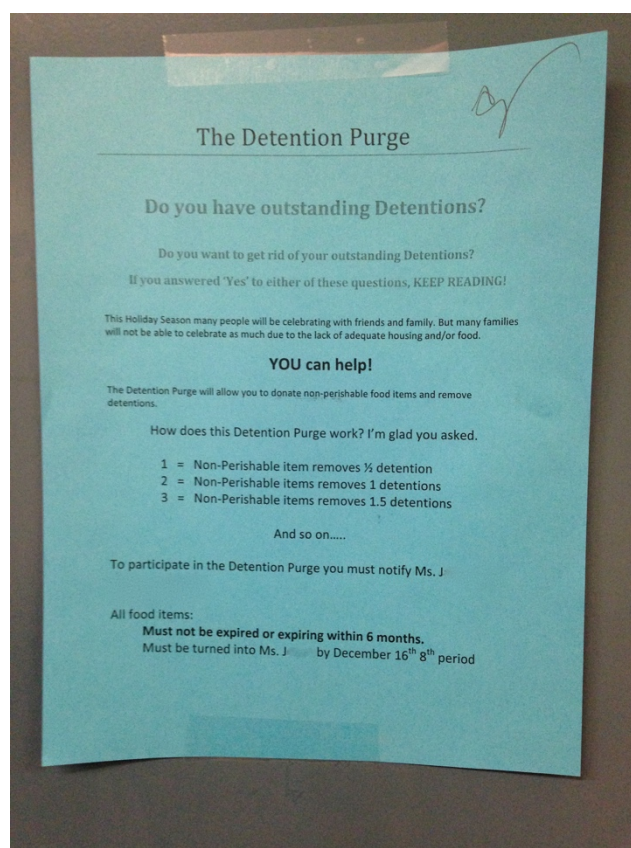 The Detention Purge
Do you have outstanding Detentions?
Do you want to get rid of your outstanding Detentions?
If you answered 'Yes' to either of these questions, KEEP READING!
This Holiday Season many people will be celebrating with friends and family. But many families
will not be able to celebrate as much due to the lack of adequate housing and/or food.
YOU can help!
The Detention Purge will allow you to donate non-perishable food items and remove
detentions.
How does this Detention Purge work? I'm glad you asked.
1 = Non-Perishable item removes ½ detention
2 = Non-Perishable items removes 1 detentions
3 = Non-Perishable items removes 1.5 detentions
And so on.....
To participate in the Detention Purge you must notify Ms. J
All food items:
Must not be expired or expiring within 6 months.
Must be turned into Ms. J by December 16th 8th period